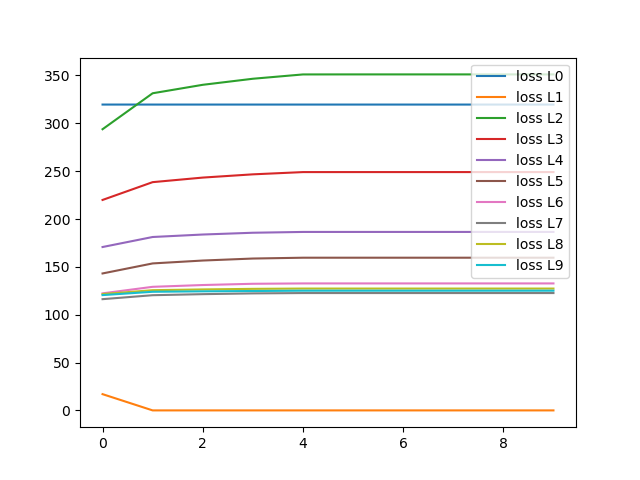 350
300
250
200
150
100
50
0
0 2 4 6 8
loss L0
loss L1
loss L2
loss L3
loss L4
loss L5
loss L6
loss L7
loss L8
loss L9